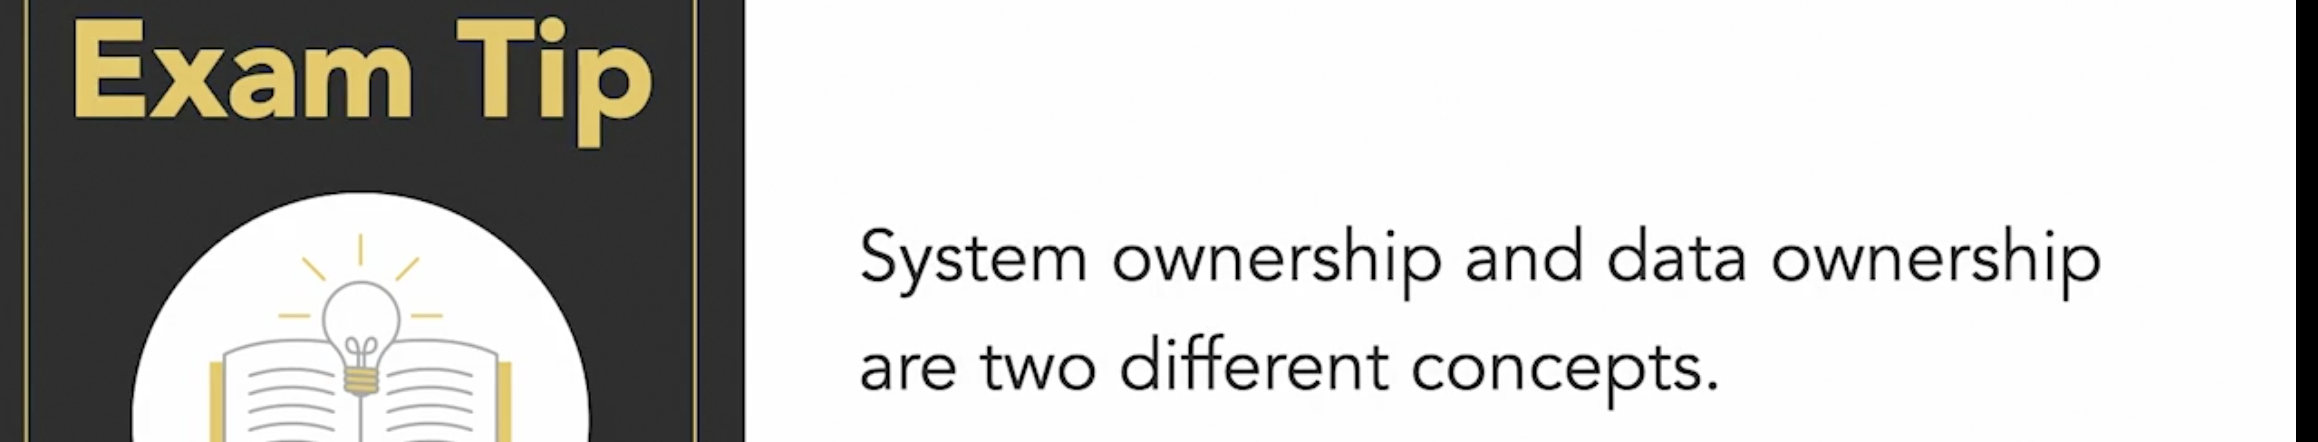 Exam Tip
System ownership and data ownership
are two different concepts.